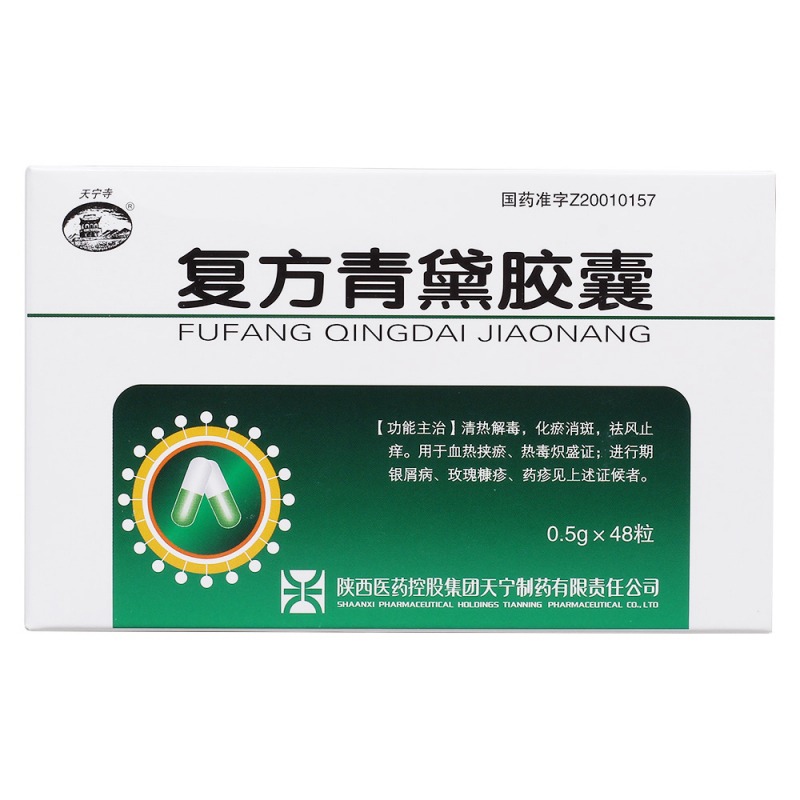 天宁寺
®
国药准字Z20010157
复方青黛胶囊
FUFANG QINGDAI JIAONANG
【功能主治】清热解毒，化瘀消斑，祛风止
痒。用于血热挟瘀、热毒炽盛证；进行期
银屑病、玫瑰糠疹、药疹见上述证候者。
0.5g×48粒
陕西医药控股集团天宁制药有限责任公司
SHAANXI PHARMACEUTICAL HOLDINGS TIANNING PHARMACEUTICAL CO., LTD